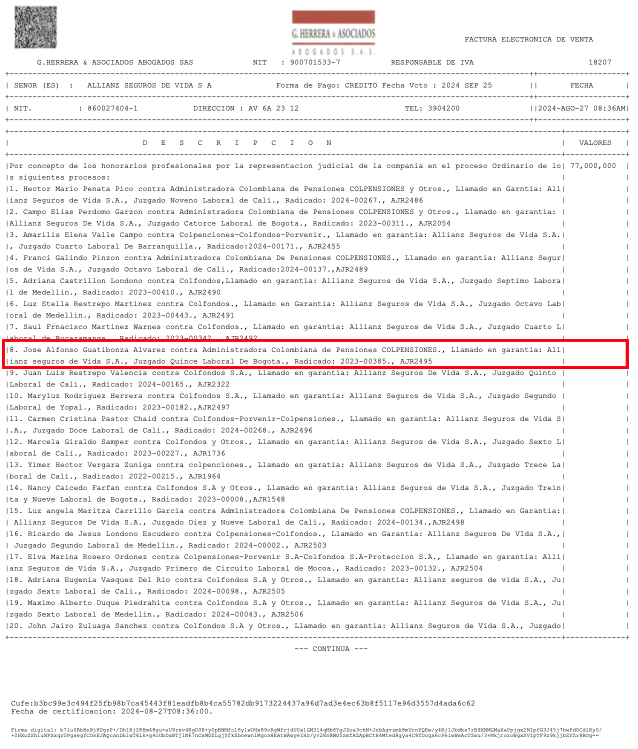 G. HERRERA & ASOCIADOS
ABOGADOS S.A.S.
FACTURA ELECTRONICA DE VENTA
G.HERRERA & ASOCIADOS ABOGADOS SAS NIT : 900701533-7 RESPONSABLE DE IVA 18207
SENOR (ES) : ALLIANZ SEGUROS DE VIDA S A Forma de Pago: CREDITO Fecha Vcto : 2024 SEP 25 || FECHA
NIT. : 860027404-1 DIRECCION : AV 6A 23 12 TEL: 3904200 ||2024-AGO-27 08:36AM|
| D E S C R I P C I O N | VALORES |
|Por concepto de los honorarios profesionales por la representacion judicial de la compania en el proceso Ordinario de lo| 77,000,000 |
|s siguientes procesos:
|1. Hector Mario Penata Pico contra Administradora Colombiana de Pensiones COLPENSIONES y Otros., Llamado en Garntia: All|
|ianz Seguros de Vida S.A., Juzgado Noveno Laboral de Cali., Radicado: 2024-00267., AJR2486
|2. Campo Elias Perdomo Garzon contra Administradora Colombiana de Pensiones COLPENSIONES y Otros., Llamado en garantia: |
|Allianz Seguros De Vida S.A., Juzgado Catorce Laboral de Bogota., Radicado: 2023-00311., AJR2054
|3. Amarilis Elena Valle Campo contra Colpensiones-Colfondos-Porvenir., Llamado en garantia: Allianz Seguros de Vida S.A.|
|, Juzgado Cuarto Laboral De Barranquilla., Radicado:2024-00171., AJR2455
|4. Franci Galindo Pinzon contra Administradora Colombiana De Pensiones COLPENSIONES., Llamado en garantia: Allianz Segur|
|os de Vida S.A., Juzgado Octavo Laboral de Cali., Radicado:2024-00137.,AJR2489
|5. Adriana Castrillon Londono contra Colfondos,Llamado en garantia: Allianz Seguros de Vida S.A., Juzgado Septimo Labora|
|l de Medellin., Radicado: 2023-00410., AJR2490
|6. Luz Stella Restrepo Martinez contra Colfondos., Llamado en Garantia: Allianz Seguros de Vida S.A., Juzgado Octavo Lab|
|oral de Medellin., Radicado: 2023-00443., AJR2491
|7. Saul Frnacisco Martinez Warnes contra Colfondos., Llamado en Garantia: Allianz Seguros de Vida S.A., Juzgado Cuarto L|
|aboral de Bucaramanga., Radicado: 2023-00342., AJR2492
|8. Jose Alfonso Guatibonza Alvarez contra Administradora Colombiana de Pensiones COLPENSIONES., Llamado en garantia: All|
|ianz seguros de Vida S.A., Juzgado Quince Laboral De Bogota., Radicado: 2023-00385., AJR2495
|9. Juan Luis Restrepo Valencia contra Colfondos S.A., Llamado en garantia: Allianz Seguros De Vida S.A., Juzgado Quinto |
|Laboral de Cali., Radicado: 2024-00165., AJR2322
|10. Maryluz Rodriguez Herrera contra Colfondos S.A., Llamado en garantia: Allianz Seguros de Vida S.A., Juzgado Segundo |
|Laboral de Yopal., Radicado: 2023-00182.,AJR2497
|11. Carmen Cristina Pastor Chaid contra Colfondos-Porvenir-Colpensiones., Llamado en garantia: Allianz Seguros de Vida S|
|.A., Juzgado Doce Laboral de Cali., Radicado: 2024-00268., AJR2496
|12. Marcela Giraldo Samper contra Colfondos y Otros., Llamado en garantia: Allianz Seguros de Vida S.A., Juzgado Sexto L|
|aboral de Cali., Radicado: 2023-00227., AJR1736
|13. Yimer Hector Vergara Zuniga contra colpenciones., Llamado en garantia: Allianz Seguros de Vida S.A., Juzgado Trece La|
|boral de Cali., Radicado: 2022-00215., AJR1964
|14. Nancy Caicedo Farfan contra Colfondos S.A y Otros., Llamado en garantia: Allianz Seguros de Vida S.A., Juzgado Trein|
|ta y Nueve Laboral de Bogota., Radicado: 2023-00008.,AJR1548
|15. Luz angela Maritza Carrillo Garcia contra Administradora Colombiana De Pensiones COLPENSIONES., Llamado en Garantia:|
| Allianz Seguros De Vida S.A., Juzgado Diez y Nueve Laboral de Cali., Radicado: 2024-00134.,AJR2498
|16. Ricardo de Jesus Londono Escudero contra Colpensiones-Colfondos., Llamado en Garantia: Allianz Seguros De Vida S.A.,|
| Juzgado Segundo Laboral de Medellin., Radicado: 2024-00002., AJR2503
|17. Elva Marina Rosero Ordonez contra Colpensiones-Porvenir S.A-Colfondos S.A-Proteccion S.A., Llamado en garantia: Alli|
|anz Seguros de Vida S.A., Juzgado Primero de Circuito Laboral de Mocoa., Radicado: 2023-00132., AJR2504
|18. Adriana Eugenia Vasquez Del Rio contra Colfondos S.A y Otros., Llamado en garantia: Allianz seguros de vida S.A., Ju|
|zgado Sexto Laboral de Cali., Radicado: 2024-00098., AJR2505
|19. Maximo Alberto Duque Piedrahita contra Colfondos S.A y Otros., Llamado en garantia: Allianz Seguros de Vida S.A., Ju|
|zgado Sexto Laboral de Medellin., Radicado: 2024-00043., AJR2506
|20. John Jairo Zuluaga Sanchez contra Colfondos S.A y Otros., Llamado en garantia: Allianz Seguros De Vida S.A., Juzgado|
--- CONTINUA ---
Cufe:b3bc99e3c494f25fb98b7ca45443f81eadfb8b4ca55782db9173224437a96d7ad3e4ec63b8f5117e96d3557d4ada6c62
Fecha de certificacion: 2024-08-27T08:36:00.
Firma digital: